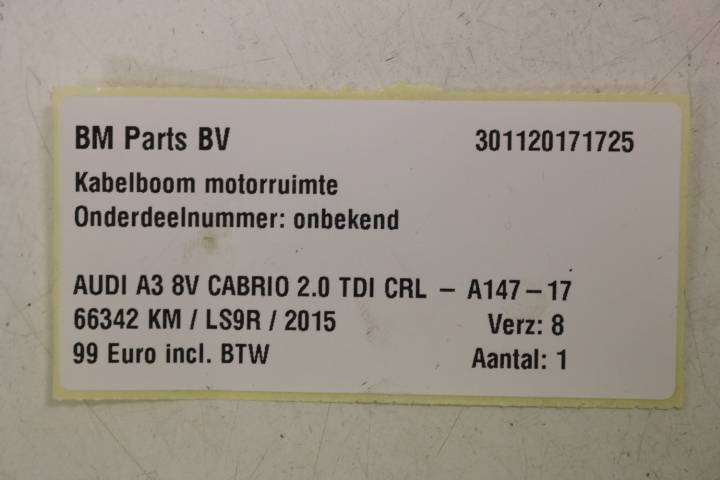 BM Parts BV 301120171725
Kabelboom motorruimte
Onderdeelnummer: onbekend
AUDI A3 8V CABRIO 2.0 TDI CRL – A147–17
66342 KM / LS9R / 2015 Verz: 8
99 Euro incl. BTW Aantal: 1